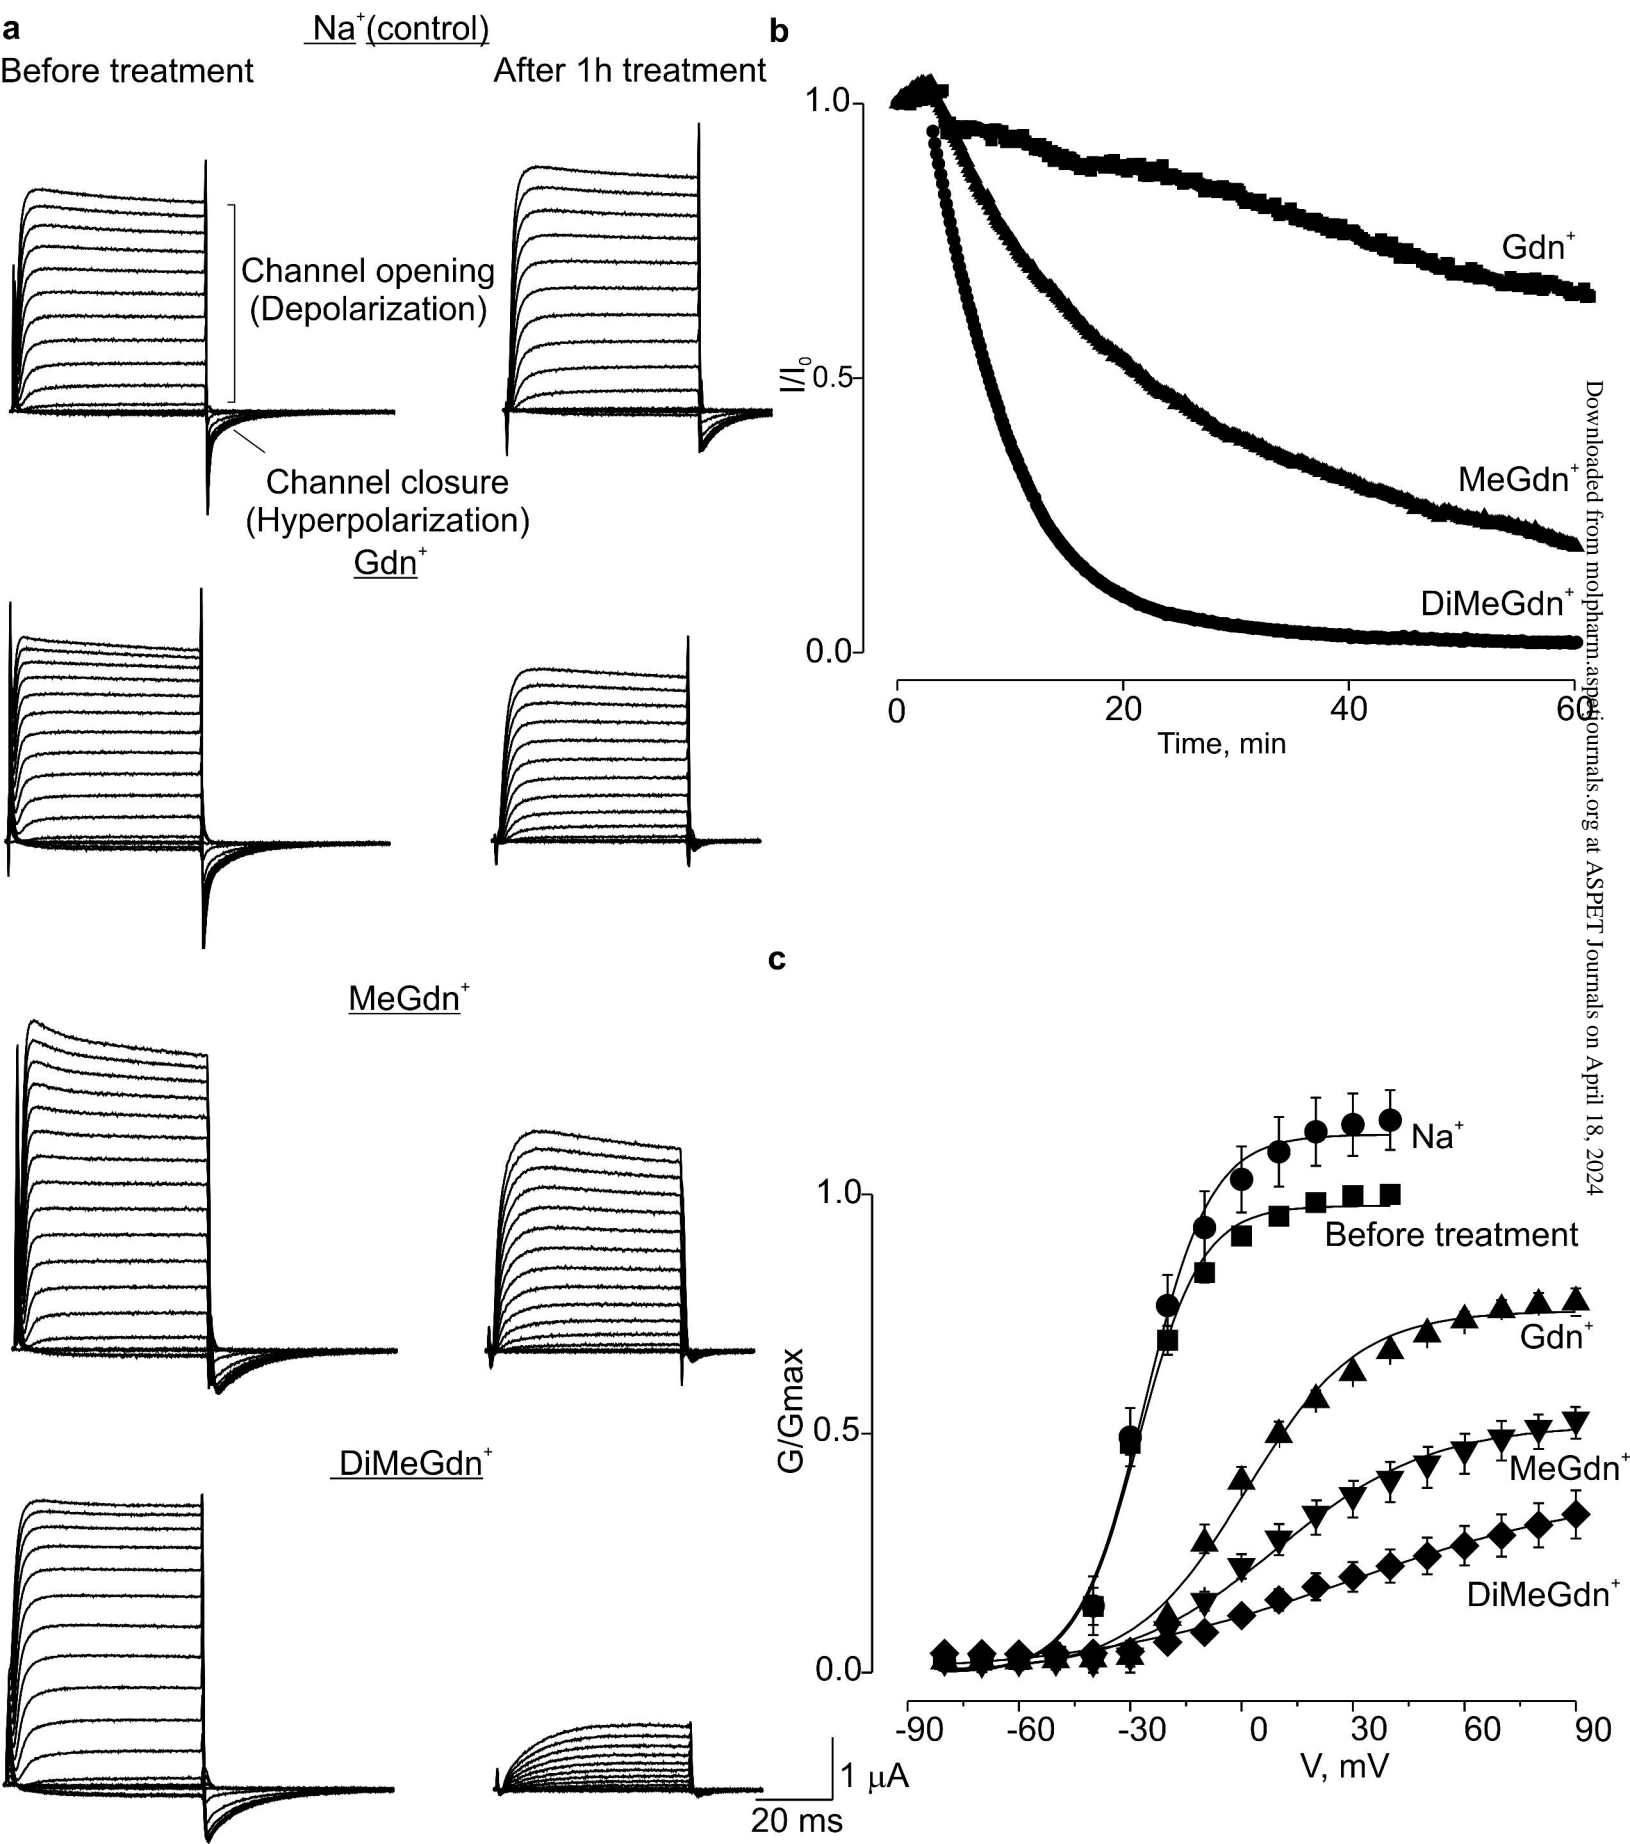 a
Na⁺(control)
Before treatment
After 1h treatment
Channel opening
(Depolarization)
Channel closure
(Hyperpolarization)
Gdn⁺
MeGdn⁺
DiMeGdn⁺
1 µA
20 ms
b
1.0
0.5
0.0
I/I₀
Gdn⁺
MeGdn⁺
DiMeGdn⁺
0 20 40 60
Time, min
c
1.0
0.5
0.0
G/Gmax
Na⁺
Before treatment
Gdn⁺
MeGdn⁺
DiMeGdn⁺
-90 -60 -30 0 30 60 90
V, mV
Downloaded from molpharm.aspetjournals.org at ASPET Journals on April 18, 2024